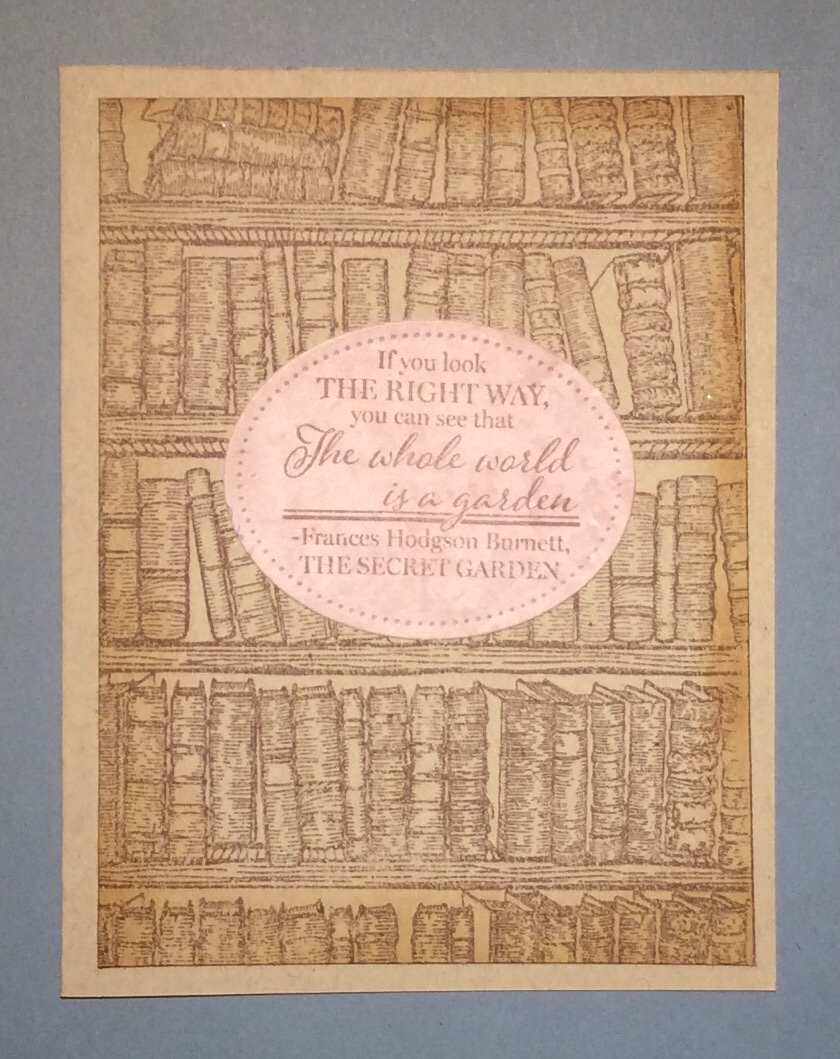 If you look
THE RIGHT WAY,
you can see that
The whole world
is a garden
-Frances Hodgson Burnett,
THE SECRET GARDEN